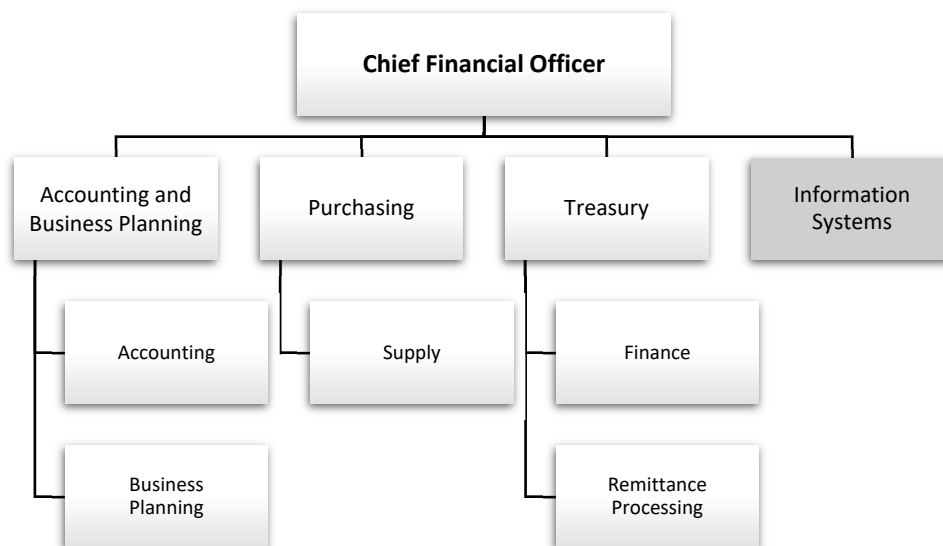 Chief Financial Officer
Accounting and
Business Planning
Purchasing
Treasury
Information
Systems
Accounting
Supply
Finance
Business
Planning
Remittance
Processing